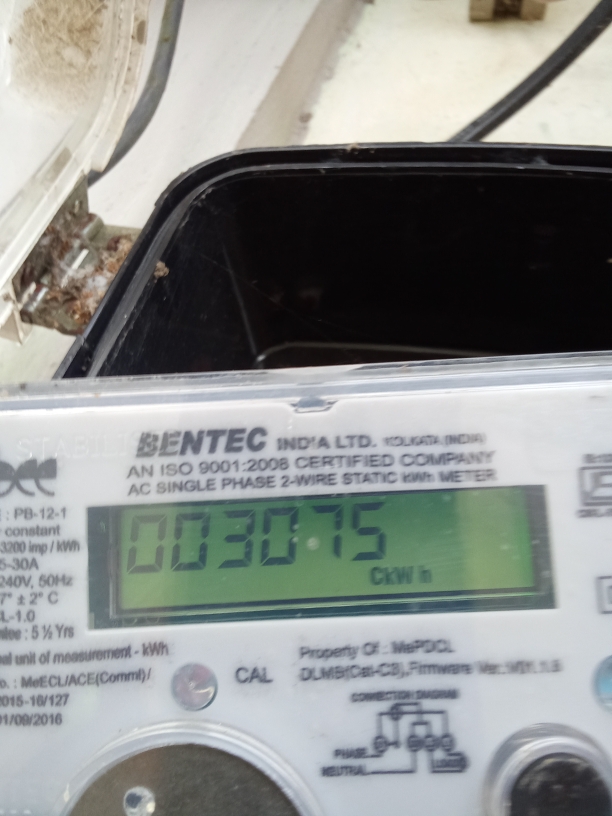 BENTEC INDIA LTD. KOLKATA (INDIA)
AN ISO 9001:2008 CERTIFIED COMPANY
AC SINGLE PHASE 2-WIRE STATIC kWh METER
: PB-12-1
constant
3200 imp / kWh
5-30A
240V, 50Hz
7° ± 2° C
L-1.0
: 5 ½ Yrs
unit of measurement - kWh
003075
CkWh
: MeECL/ACE(Comml)/
2015-16/127
01/09/2016
CAL
Property Of : MePDCL
DLMS(Cat-C3), Firmware Ver.:
CONNECTION DIAGRAM
PHASE
NEUTRAL
LOAD